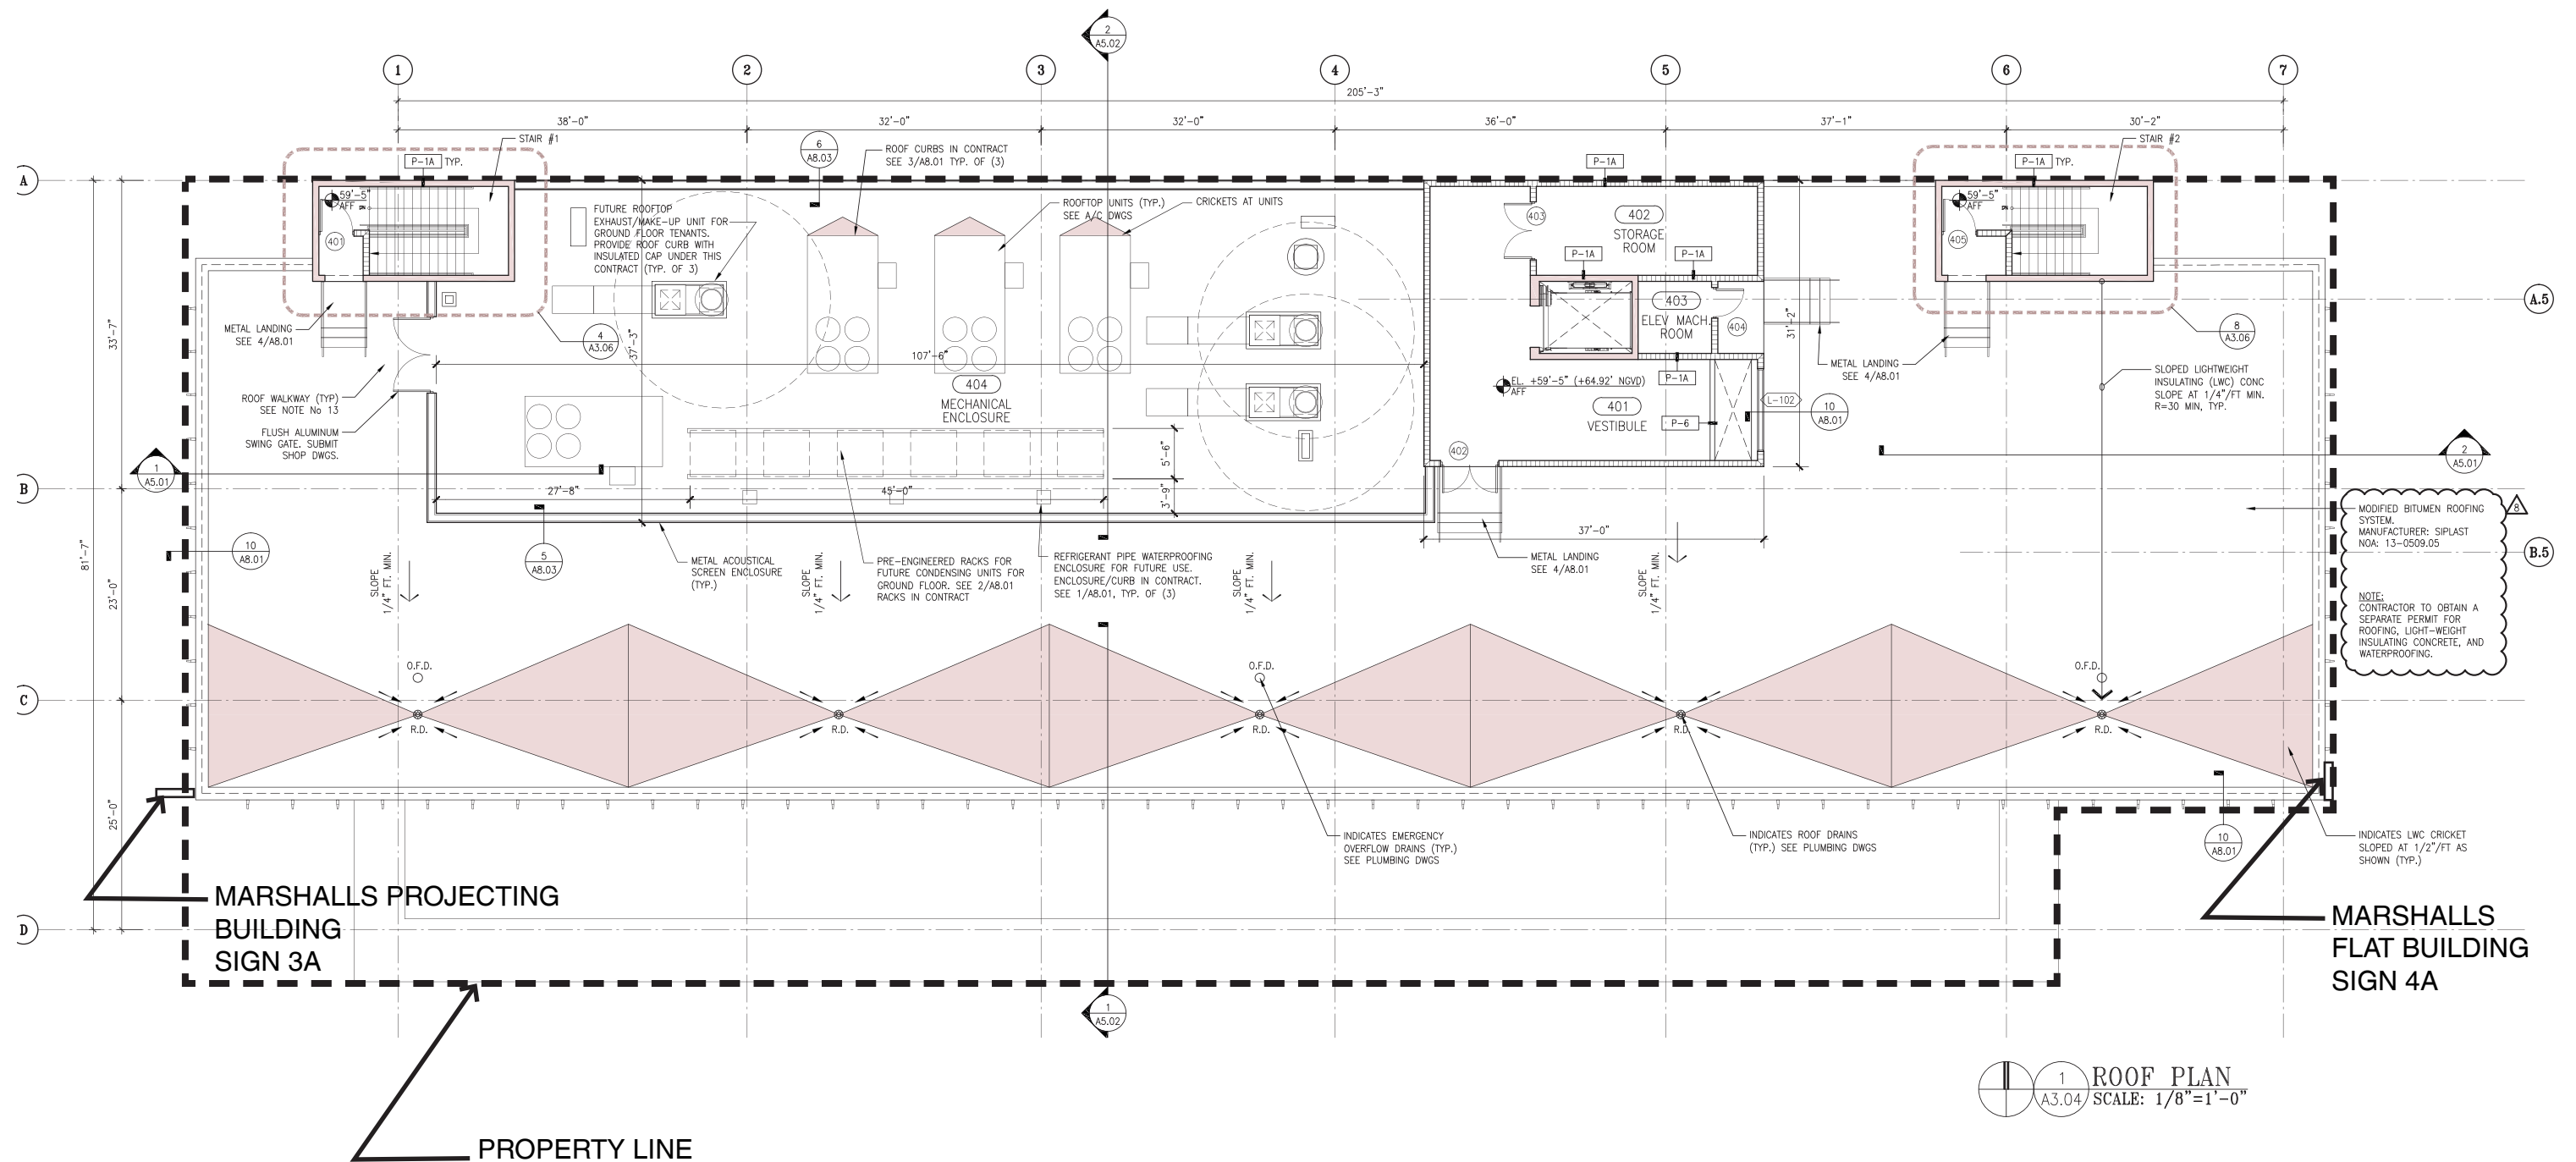 2
A5.02
1
2
3
4
5
6
7
205'-3"
38'-0"
32'-0"
32'-0"
36'-0"
37'-1"
30'-2"
STAIR #1
P-1A TYP.
6
A8.03
ROOF CURBS IN CONTRACT
SEE 3/A8.01 TYP. OF (3)
P-1A
STAIR #2
P-1A TYP.
A
59'-5"
AFF
401
FUTURE ROOFTOP
EXHAUST/MAKE-UP UNIT FOR
GROUND FLOOR TENANTS.
PROVIDE ROOF CURB WITH
INSULATED CAP UNDER THIS
CONTRACT (TYP. OF 3)
ROOFTOP UNITS (TYP.)
SEE A/C DWGS
CRICKETS AT UNITS
403
402
STORAGE
ROOM
P-1A
P-1A
59'-5"
AFF
405
A.5
403
ELEV MACH.
ROOM
404
31'-2"
METAL LANDING
SEE 4/A8.01
4
A3.06
37'-3"
33'-7"
107'-6"
404
MECHANICAL
ENCLOSURE
EL. +59'-5" (+64.92' NGVD)
AFF
P-1A
METAL LANDING
SEE 4/A8.01
8
A3.06
SLOPED LIGHTWEIGHT
INSULATING (LWC) CONC
SLOPE AT 1/4"/FT MIN.
R=30 MIN, TYP.
ROOF WALKWAY (TYP)
SEE NOTE No 13
FLUSH ALUMINUM
SWING GATE. SUBMIT
SHOP DWGS.
401
VESTIBULE
P-6
L-102
10
A8.01
402
1
A5.01
2
A5.01
B
5'-6"
27'-8"
45'-0"
3'-9"
37'-0"
8
MODIFIED BITUMEN ROOFING
SYSTEM.
MANUFACTURER: SIPLAST
NOA: 13-0509.05
NOTE:
CONTRACTOR TO OBTAIN A
SEPARATE PERMIT FOR
ROOFING, LIGHT-WEIGHT
INSULATING CONCRETE, AND
WATERPROOFING.
B.5
10
A8.01
5
A8.03
METAL ACOUSTICAL
SCREEN ENCLOSURE
(TYP.)
PRE-ENGINEERED RACKS FOR
FUTURE CONDENSING UNITS FOR
GROUND FLOOR. SEE 2/A8.01
RACKS IN CONTRACT
REFRIGERANT PIPE WATERPROOFING
ENCLOSURE FOR FUTURE USE.
ENCLOSURE/CURB IN CONTRACT.
SEE 1/A8.01, TYP. OF (3)
METAL LANDING
SEE 4/A8.01
81'-7"
23'-0"
SLOPE
1/4" FT. MIN.
SLOPE
1/4" FT. MIN.
SLOPE
1/4" FT. MIN.
SLOPE
1/4" FT. MIN.
O.F.D.
O.F.D.
O.F.D.
C
R.D.
R.D.
R.D.
R.D.
R.D.
25'-0"
INDICATES EMERGENCY
OVERFLOW DRAINS (TYP.)
SEE PLUMBING DWGS
INDICATES ROOF DRAINS
(TYP.) SEE PLUMBING DWGS
10
A8.01
INDICATES LWC CRICKET
SLOPED AT 1/2"/FT AS
SHOWN (TYP.)
MARSHALLS PROJECTING
BUILDING
SIGN 3A
MARSHALLS
FLAT BUILDING
SIGN 4A
D
1
A5.02
1
A3.04
ROOF PLAN
SCALE: 1/8"=1'-0"
PROPERTY LINE